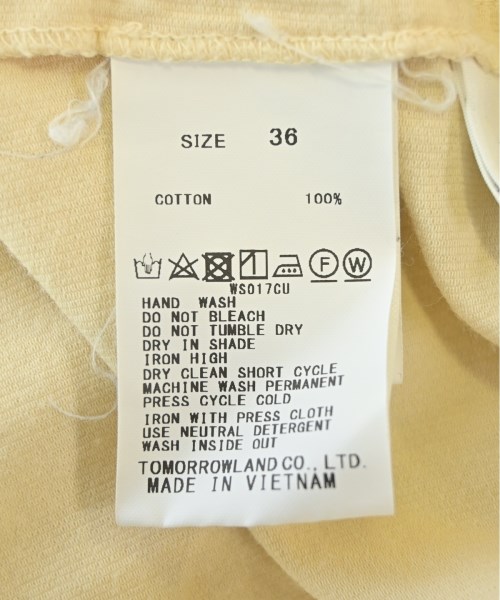 SIZE 36
COTTON 100%
F W
WS017CU
HAND WASH
DO NOT BLEACH
DO NOT TUMBLE DRY
DRY IN SHADE
IRON HIGH
DRY CLEAN SHORT CYCLE
MACHINE WASH PERMANENT
PRESS CYCLE COLD
IRON WITH PRESS CLOTH
USE NEUTRAL DETERGENT
WASH INSIDE OUT
TOMORROWLAND CO., LTD.
MADE IN VIETNAM